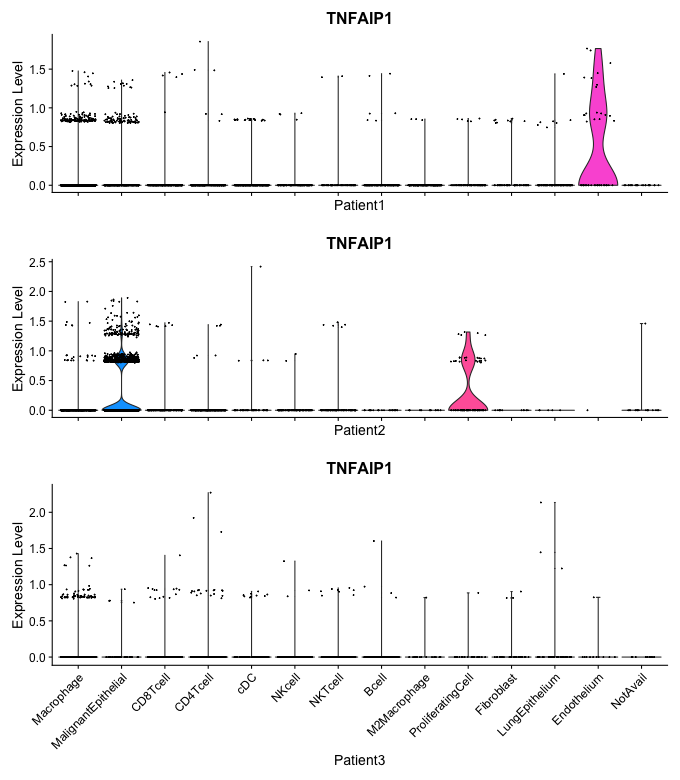 TNFAIP1
Expression Level
1.5
1.0
0.5
0.0
Patient1
TNFAIP1
Expression Level
2.5
2.0
1.5
1.0
0.5
0.0
Patient2
TNFAIP1
Expression Level
2.0
1.5
1.0
0.5
0.0
Macrophage
MalignantEpithelial
CD8Tcell
CD4Tcell
cDC
NKcell
NKTcell
Bcell
M2Macrophage
ProliferatingCell
Fibroblast
LungEpithelium
Endothelium
NotAvail
Patient3